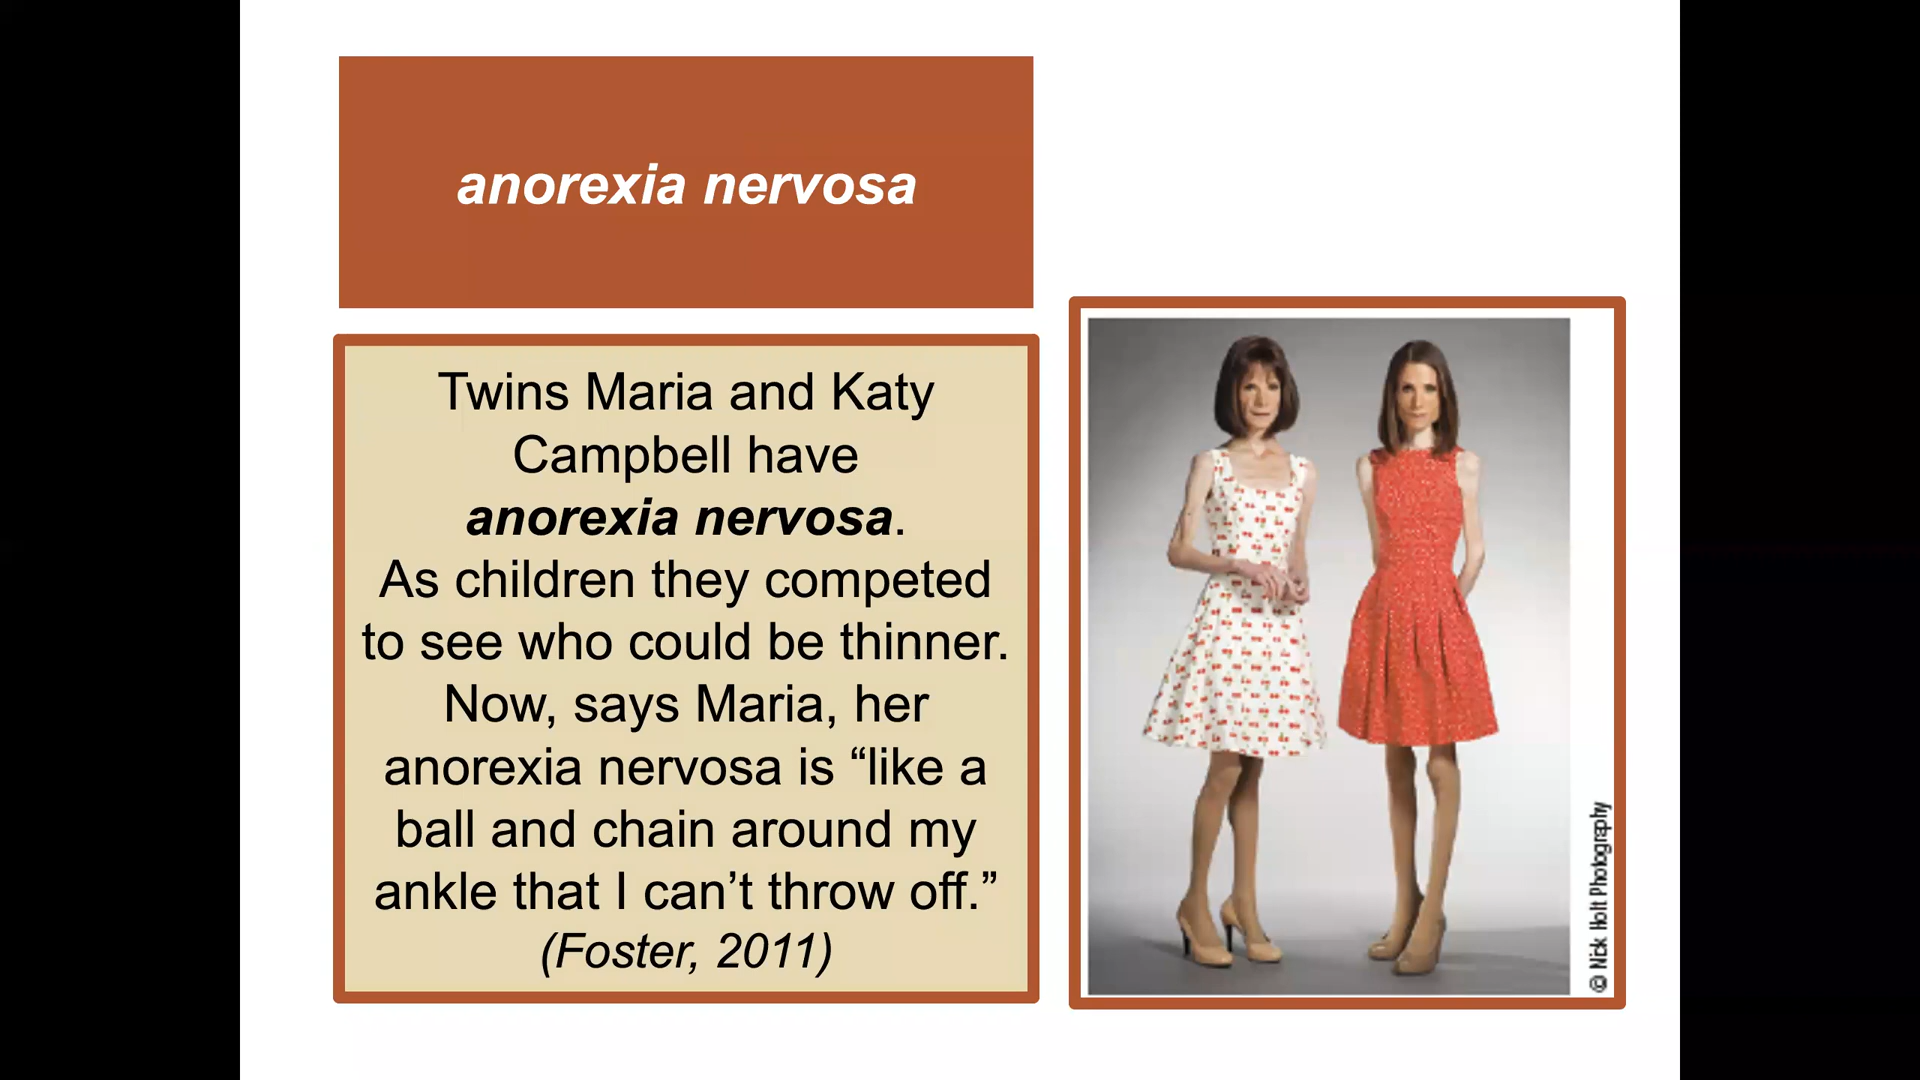 anorexia nervosa
Twins Maria and Katy
Campbell have
anorexia nervosa.
As children they competed
to see who could be thinner.
Now, says Maria, her
anorexia nervosa is “like a
ball and chain around my
ankle that I can’t throw off.”
(Foster, 2011)
© Nick Holt Photography